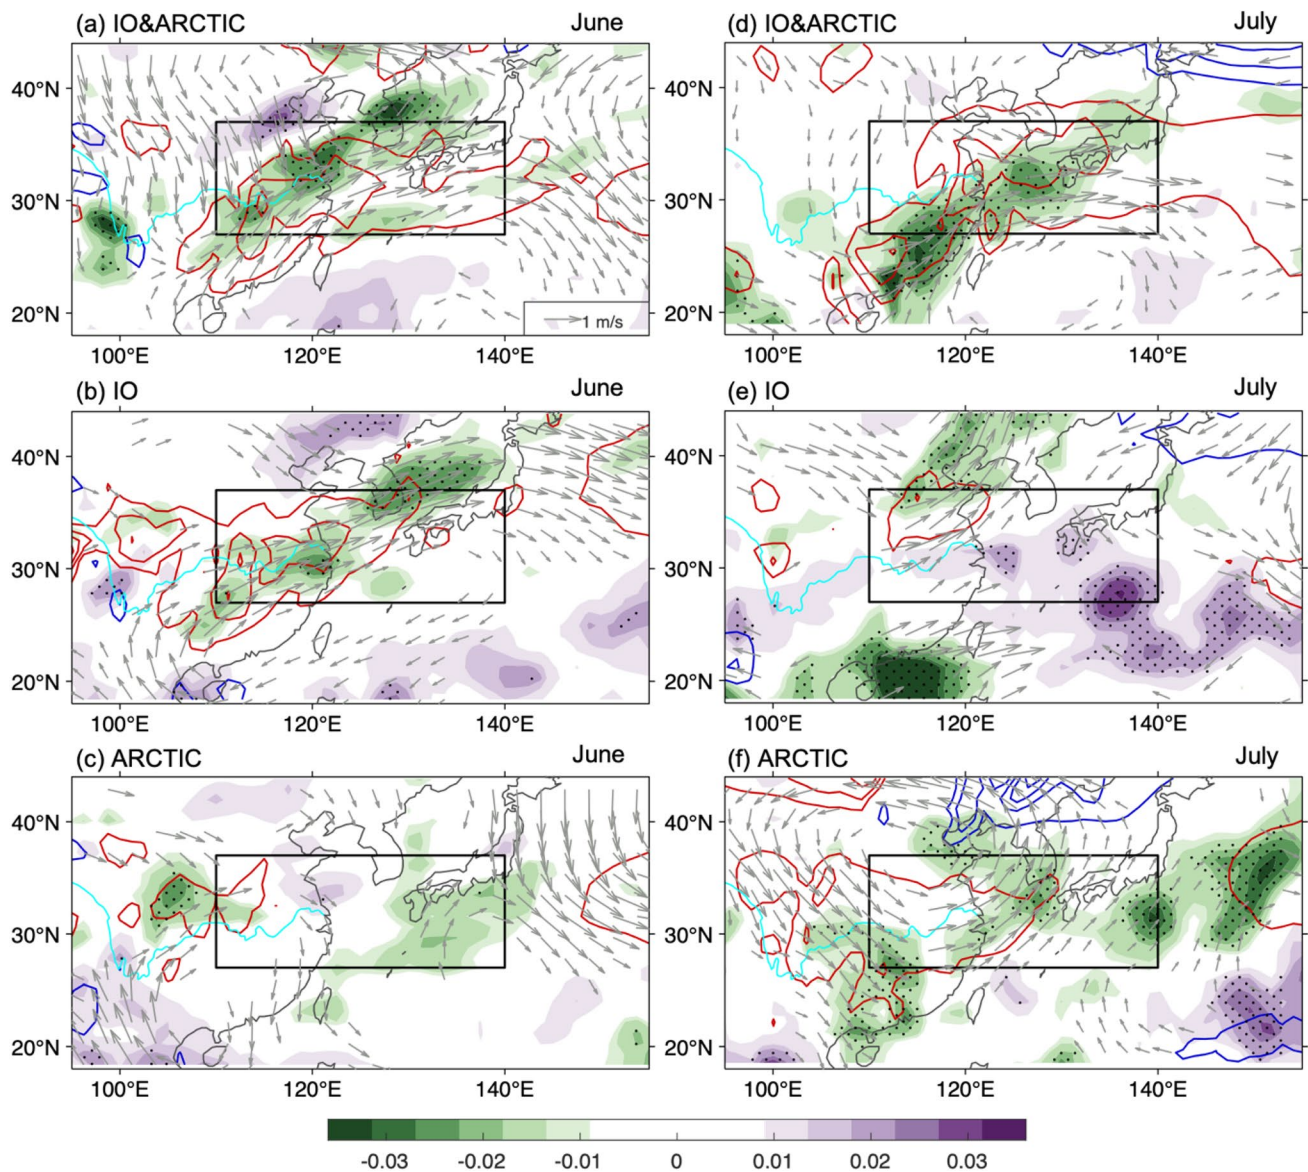 (a) IO&ARCTIC June
(d) IO&ARCTIC July
40°N
30°N
20°N
1 m/s
100°E 120°E 140°E
40°N
30°N
20°N
100°E 120°E 140°E
(b) IO June
(e) IO July
40°N
30°N
20°N
100°E 120°E 140°E
40°N
30°N
20°N
100°E 120°E 140°E
(c) ARCTIC June
(f) ARCTIC July
40°N
30°N
20°N
100°E 120°E 140°E
40°N
30°N
20°N
100°E 120°E 140°E
-0.03 -0.02 -0.01 0 0.01 0.02 0.03